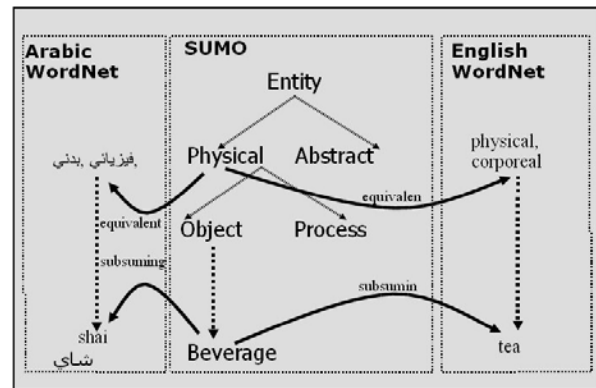 Arabic
WordNet
SUMO
English
WordNet
Entity
فيزيائي, بدني,
Physical
Abstract
physical,
corporeal
equivalent
equivalen
Object
Process
subsuming
subsumin
shai
شاي
Beverage
tea